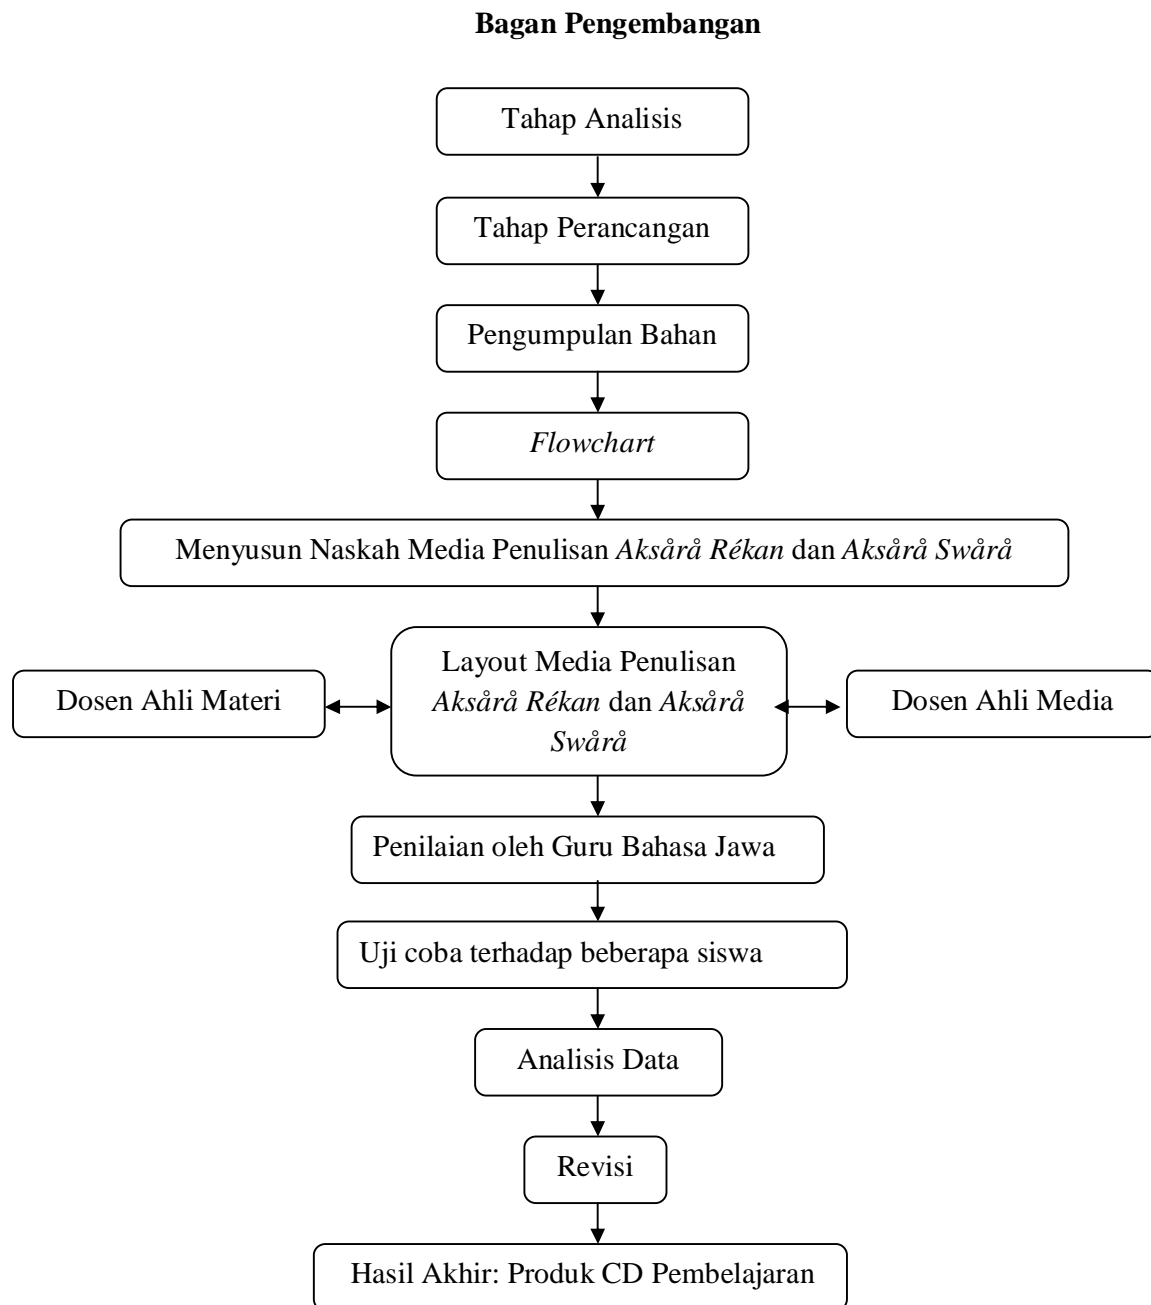 Bagan Pengembangan
Tahap Analisis
Tahap Perancangan
Pengumpulan Bahan
Flowchart
Menyusun Naskah Media Penulisan Aksårå Rékan dan Aksårå Swårå
Layout Media Penulisan
Aksårå Rékan dan Aksårå
Swårå
Dosen Ahli Materi
Dosen Ahli Media
Penilaian oleh Guru Bahasa Jawa
Uji coba terhadap beberapa siswa
Analisis Data
Revisi
Hasil Akhir: Produk CD Pembelajaran